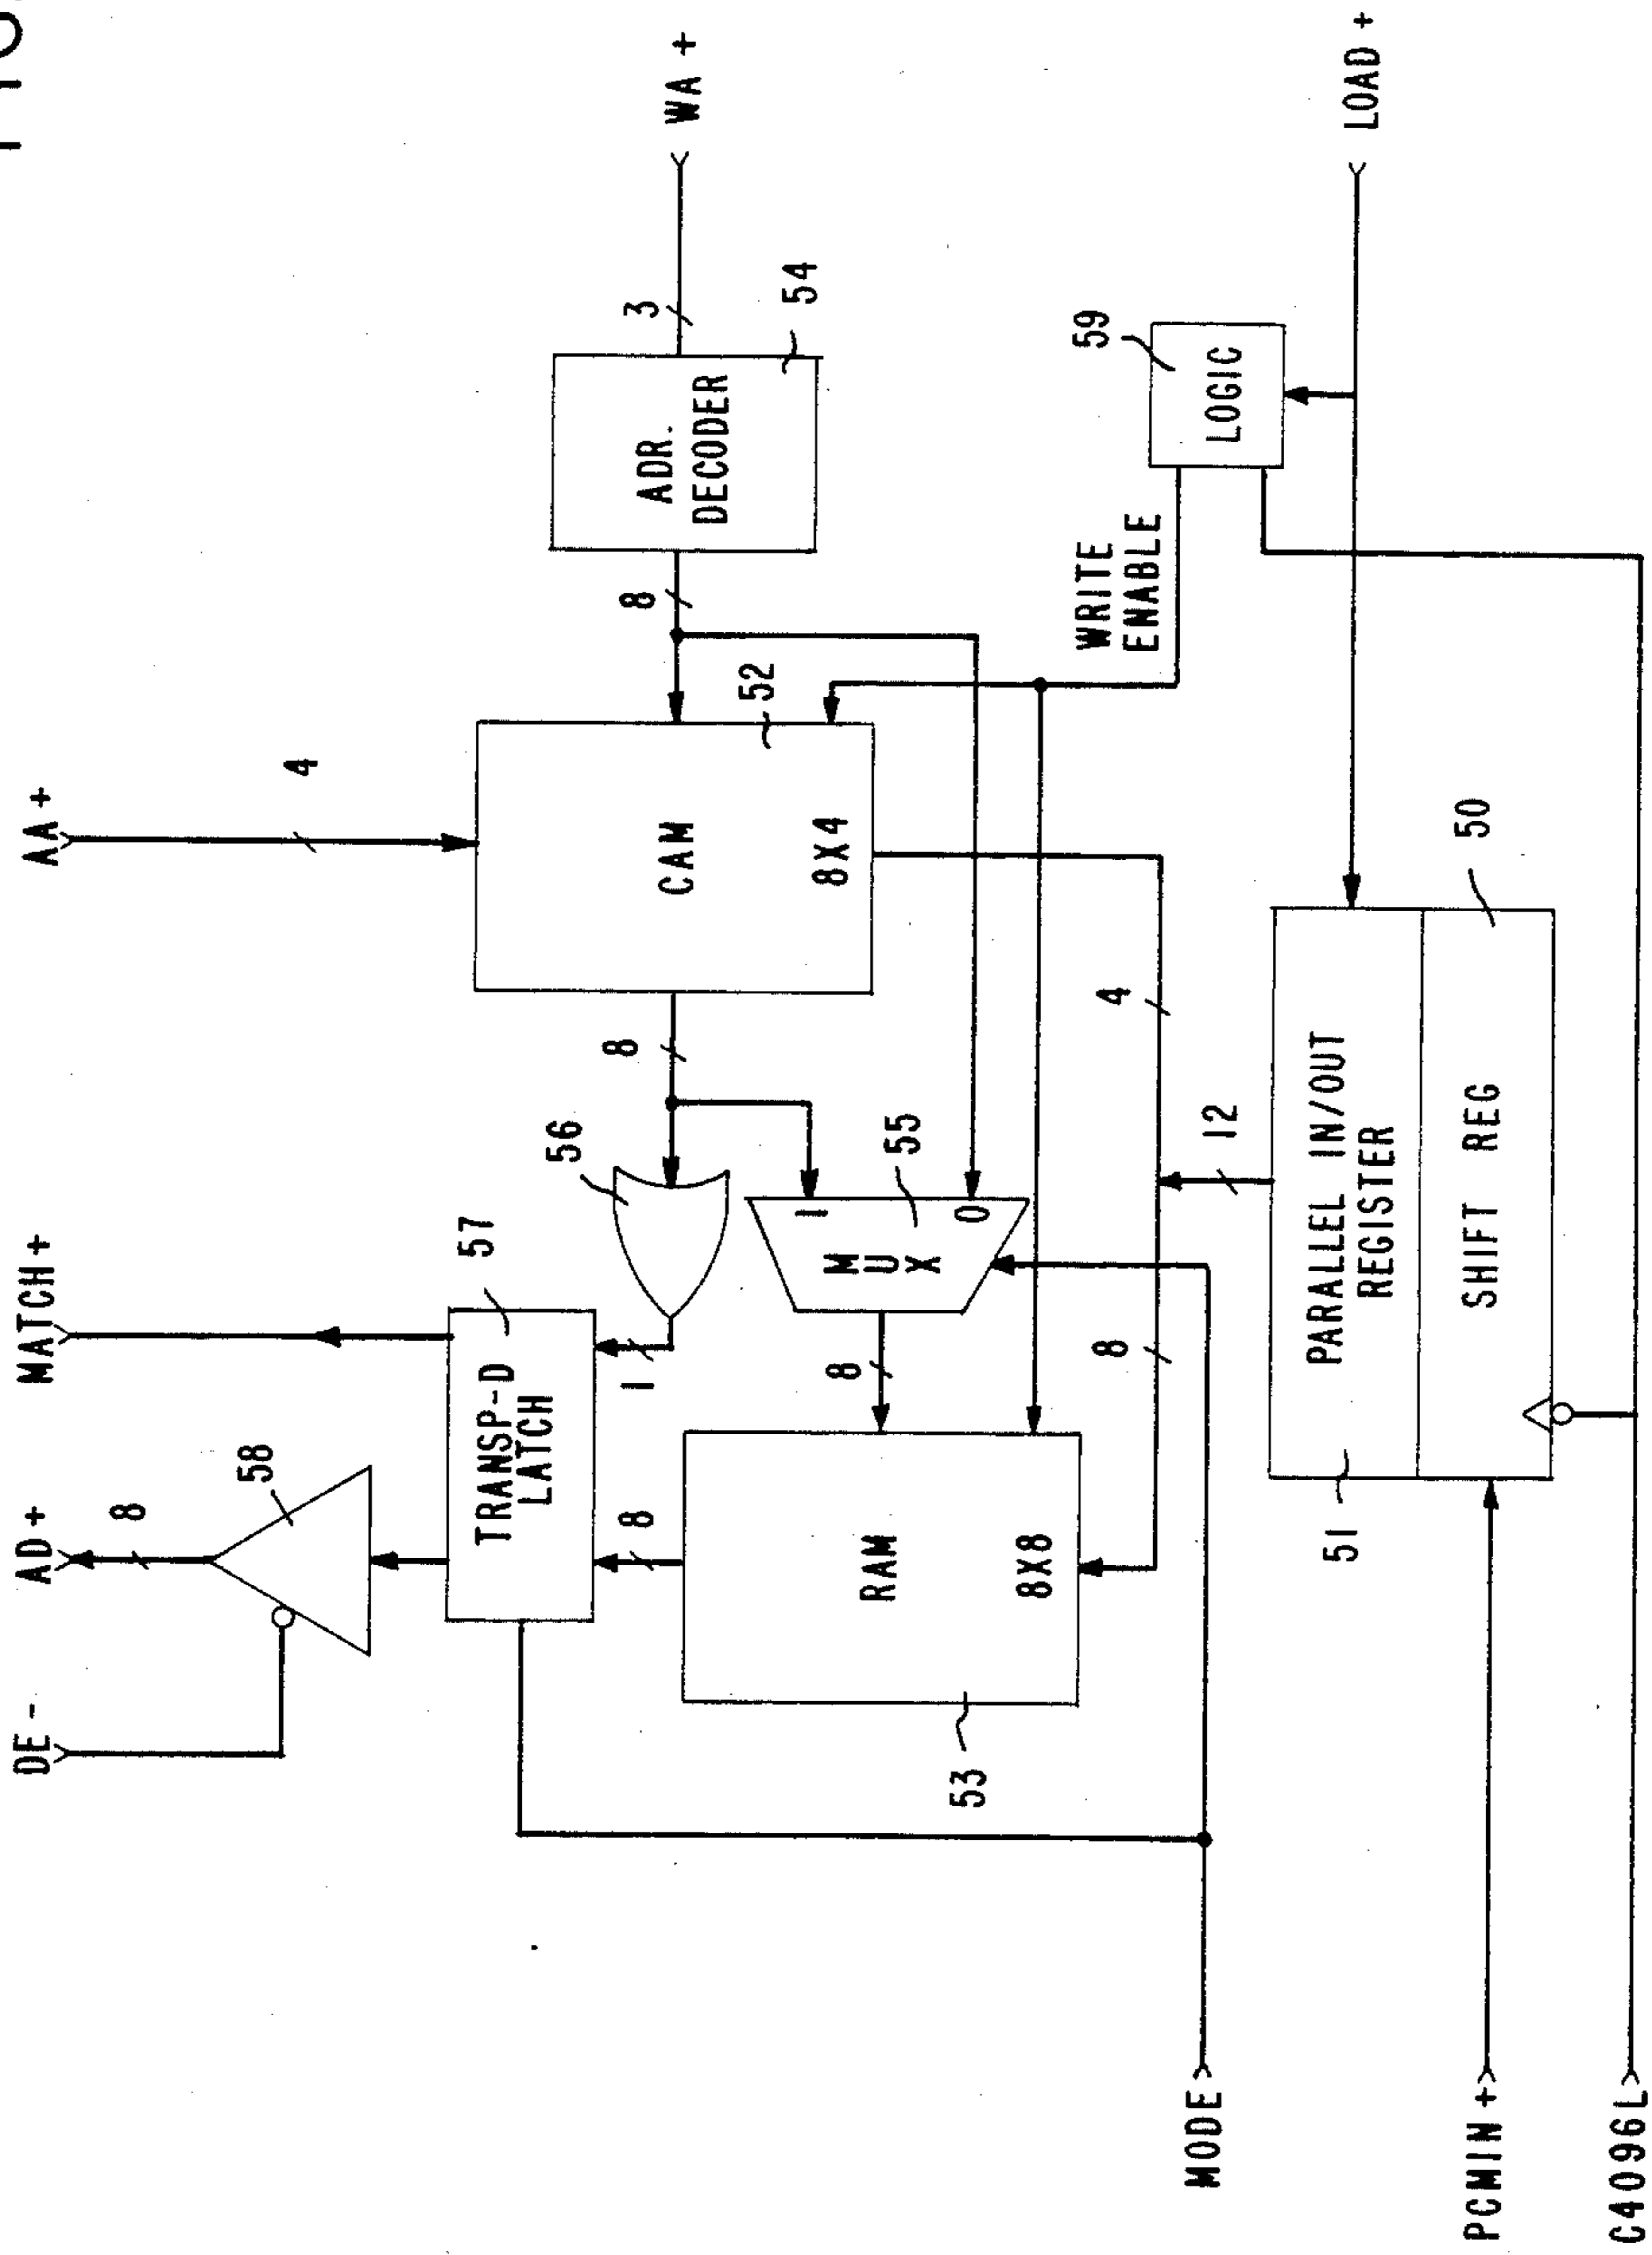 DE -
AD +
MATCH +
AA +
8
4
58
57
TRANSP-D
LATCH
56
8
1
8
8
3
WA +
CAM
ADR.
DECODER
52
54
8X4
8
1
MUX
0
55
RAM
8X8
53
WRITE
ENABLE
59
LOGIC
8
4
12
MODE
51
PARALLEL IN/OUT
REGISTER
LOAD +
SHIFT REG
50
PCMIN +
C4096L